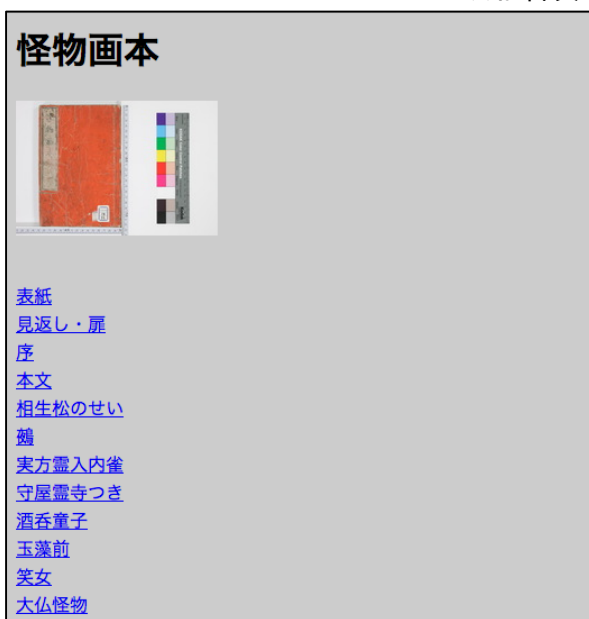 怪物画本
表紙
見返し・扉
序
本文
相生松のせい
鵺
実方霊入内雀
守屋霊寺つき
酒呑童子
玉藻前
笑女
大仏怪物